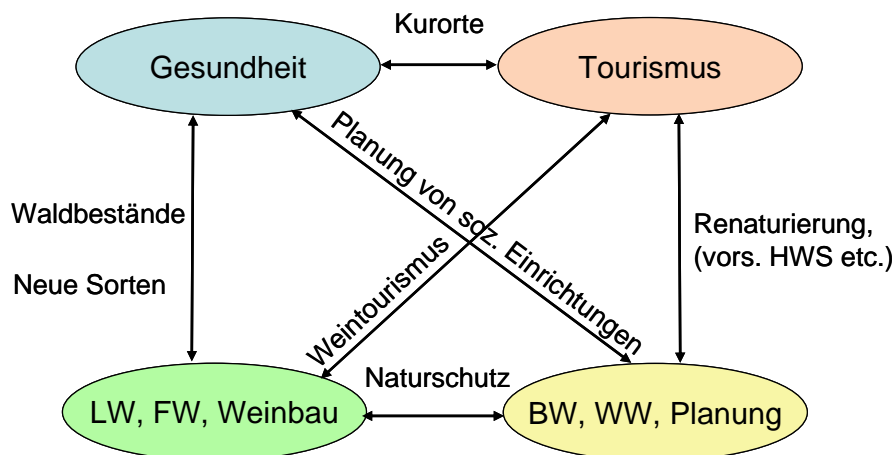 Kurorte
Gesundheit
Tourismus
Planung von soz. Einrichtungen
Waldbestände
Neue Sorten
Renaturierung,
(vors. HWS etc.)
Weintourismus
Naturschutz
LW, FW, Weinbau
BW, WW, Planung